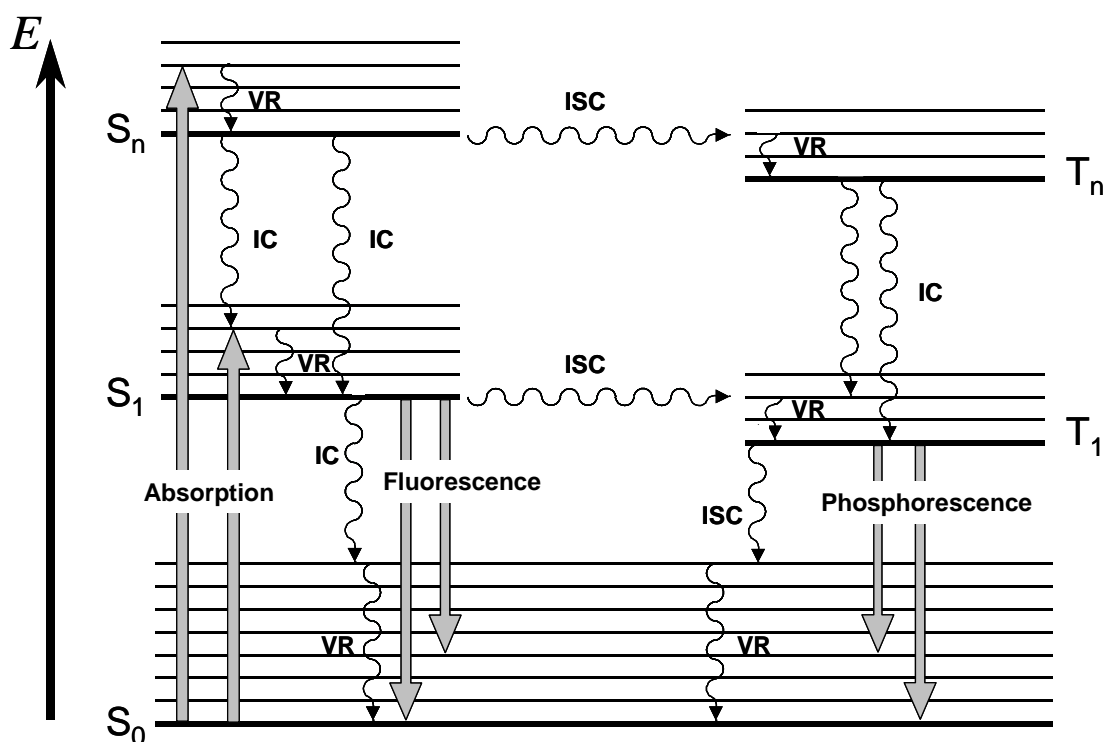 E
VR
ISC
Sn
VR
Tn
IC
IC
IC
VR
ISC
S1
VR
T1
IC
Fluorescence
Absorption
Phosphorescence
ISC
VR
VR
S0